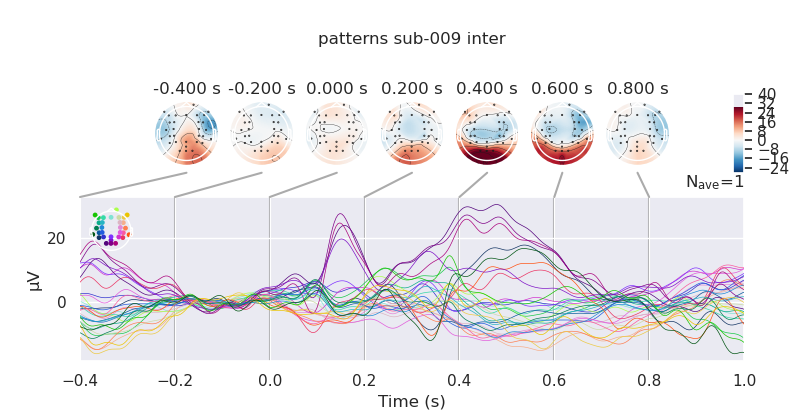 patterns sub-009 inter
-0.400 s -0.200 s 0.000 s 0.200 s 0.400 s 0.600 s 0.800 s
40
32
24
16
8
0
−8
−16
−24
Nave=1
20
0
µV
−0.4 −0.2 0.0 0.2 0.4 0.6 0.8 1.0
Time (s)